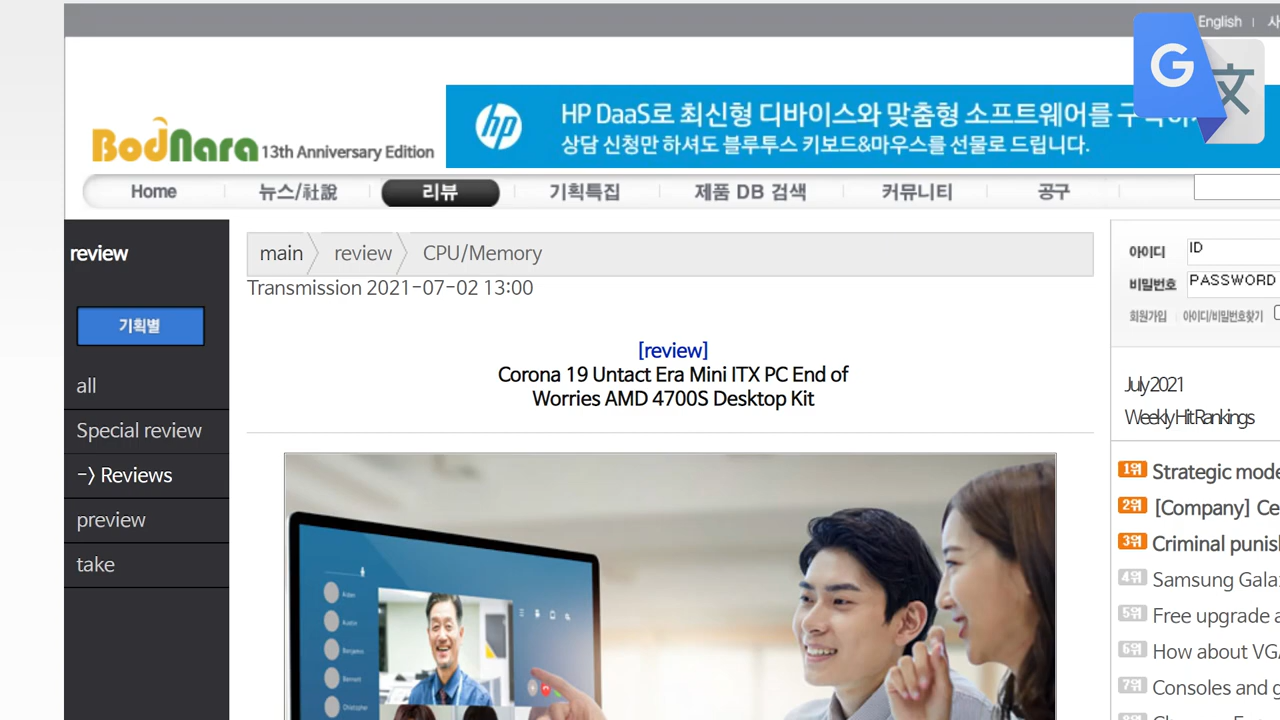 English
BodNara 13th Anniversary Edition
HP DaaS로 최신형 디바이스와 맞춤형 소프트웨어를
상담 신청만 하셔도 블루투스 키보드&마우스를 선물로 드립니다.
G 文
hp
Home
뉴스/社說
리뷰
기획특집
제품 DB 검색
커뮤니티
공구
review
기획별
all
Special review
-> Reviews
preview
take
main
review
CPU/Memory
Transmission 2021-07-02 13:00
[review]
Corona 19 Untact Era Mini ITX PC End of
Worries AMD 4700S Desktop Kit
아이디 ID
비밀번호 PASSWORD
회원가입 아이디/비밀번호찾기
July 2021
Weekly Hit Rankings
1위 Strategic
2위 [Company]
3위 Criminal
4위 Samsung
5위 Free upgrade
6위 How about
7위 Consoles and